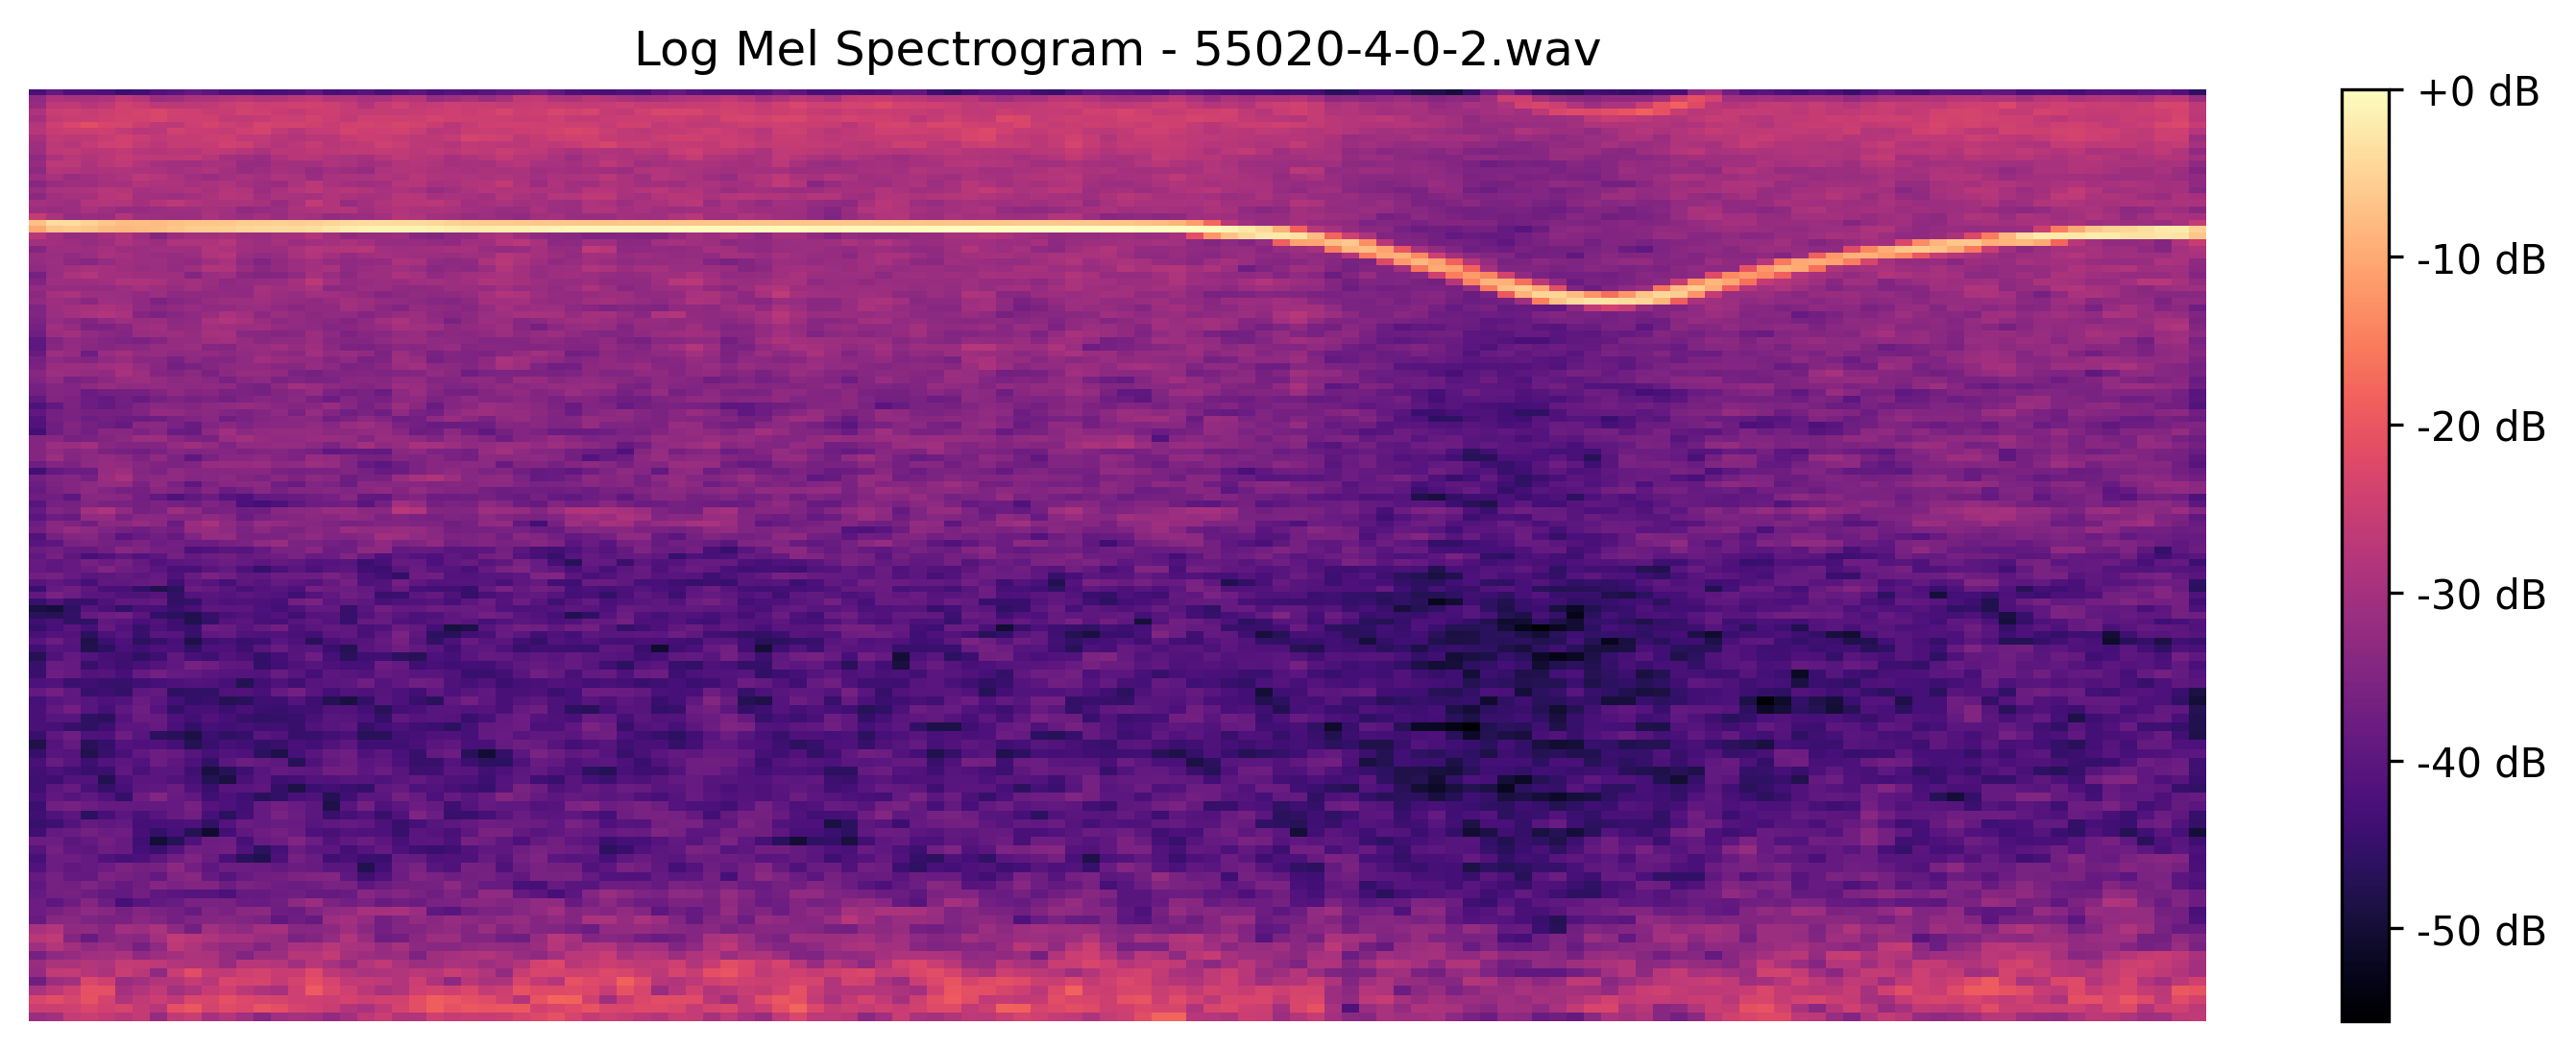 Log Mel Spectrogram - 55020-4-0-2.wav
+0 dB
-10 dB
-20 dB
-30 dB
-40 dB
-50 dB